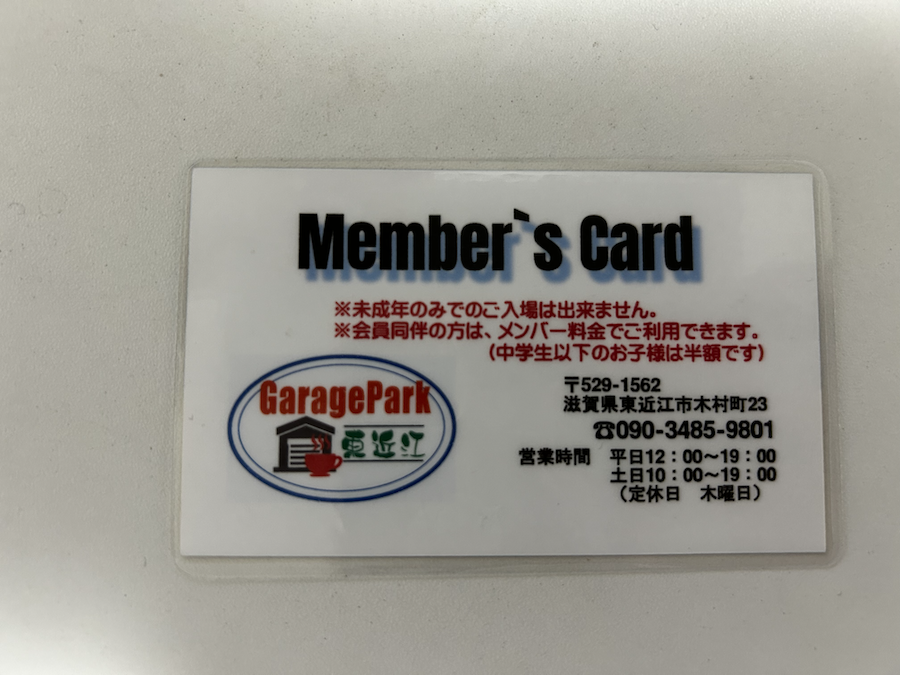 Member`s Card
※未成年のみでのご入場は出来ません。
※会員同伴の方は、メンバー料金でご利用できます。
(中学生以下のお子様は半額です)
GaragePark
東近江
〒529-1562
滋賀県東近江市木村町23
☎090-3485-9801
営業時間　平日12：00～19：00
土日10：00～19：00
（定休日　木曜日）